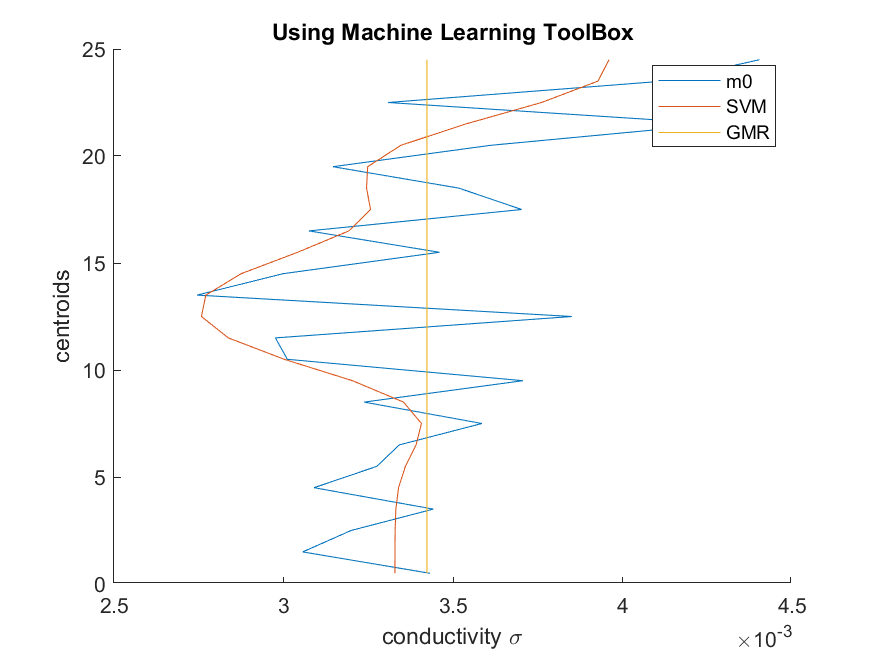 Using Machine Learning ToolBox
25
20
15
10
5
0
centroids
m0
SVM
GMR
2.5 3 3.5 4 4.5
conductivity σ
×10-3